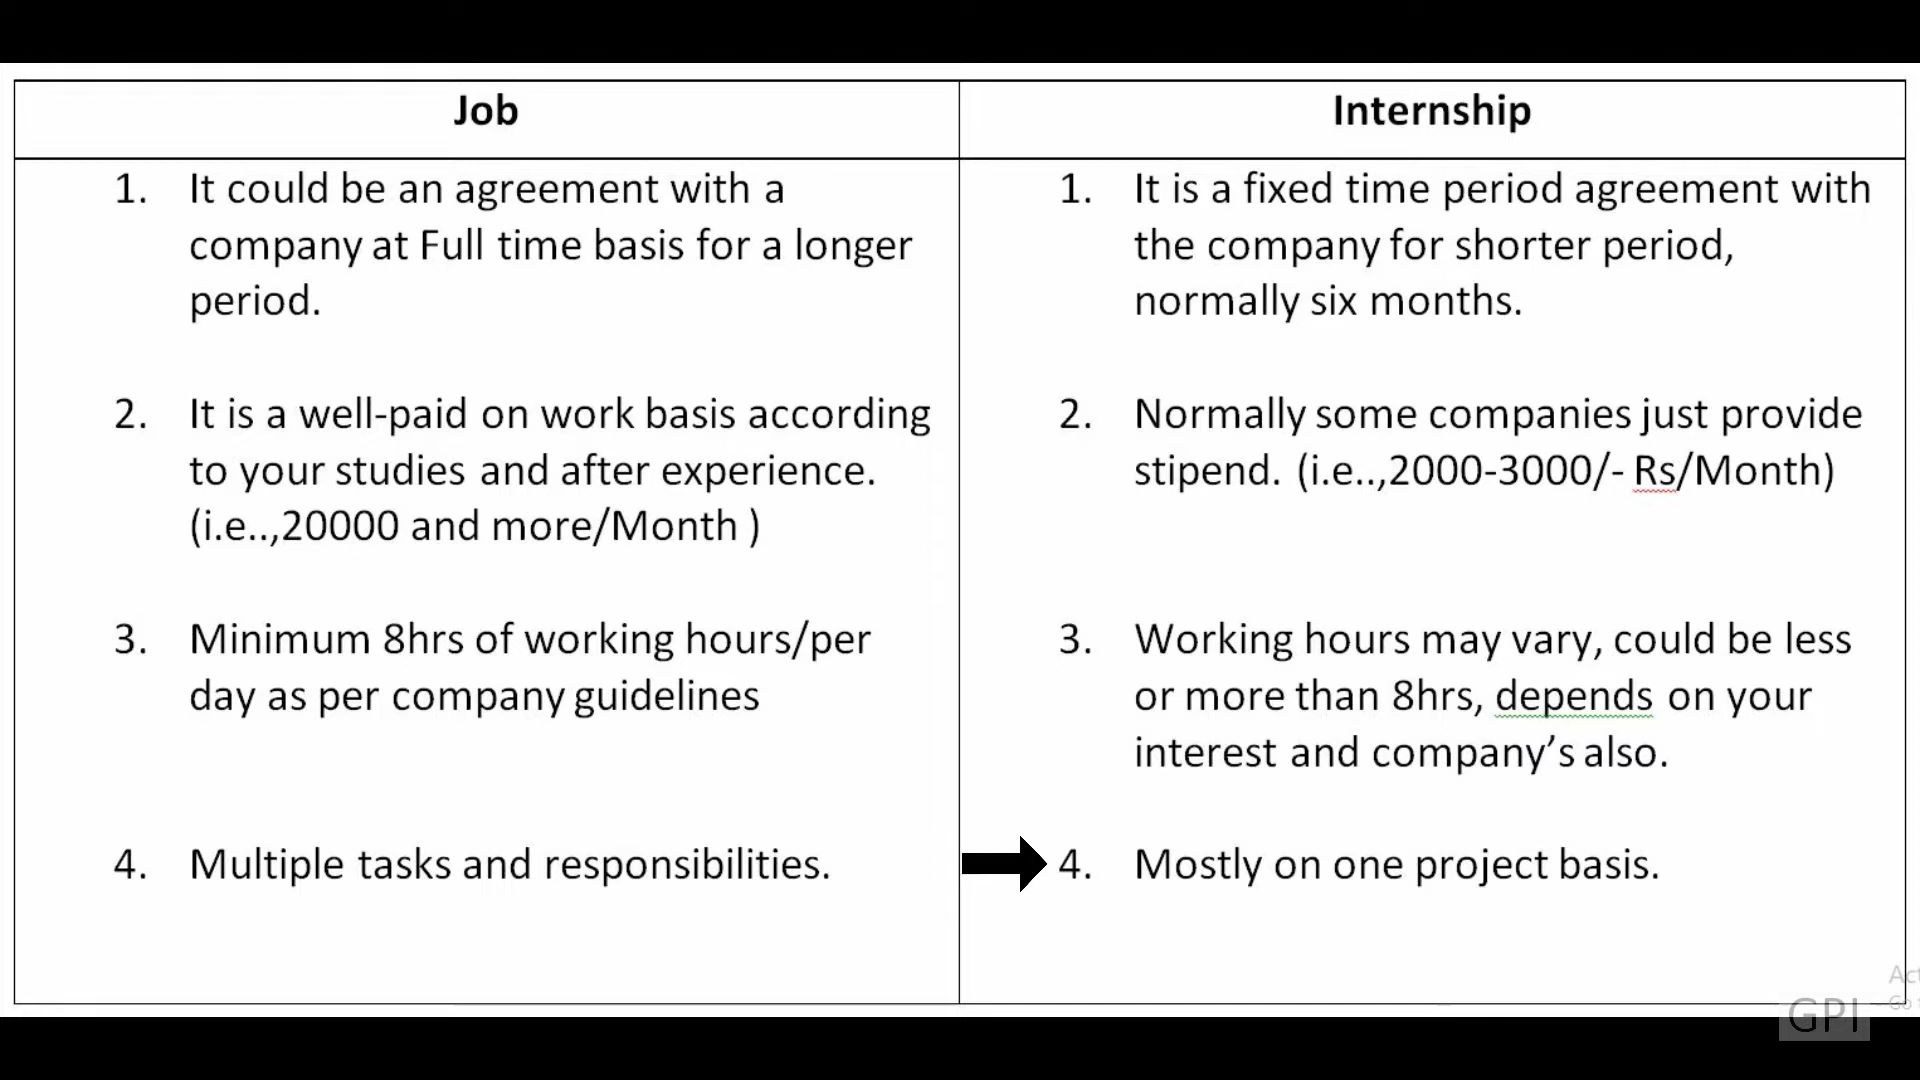 Job
Internship
1. It could be an agreement with a
company at Full time basis for a longer
period.
2. It is a well-paid on work basis according
to your studies and after experience.
(i.e..,20000 and more/Month )
3. Minimum 8hrs of working hours/per
day as per company guidelines
4. Multiple tasks and responsibilities.
1. It is a fixed time period agreement with
the company for shorter period,
normally six months.
2. Normally some companies just provide
stipend. (i.e..,2000-3000/- Rs/Month)
3. Working hours may vary, could be less
or more than 8hrs, depends on your
interest and company’s also.
4. Mostly on one project basis.
GPI